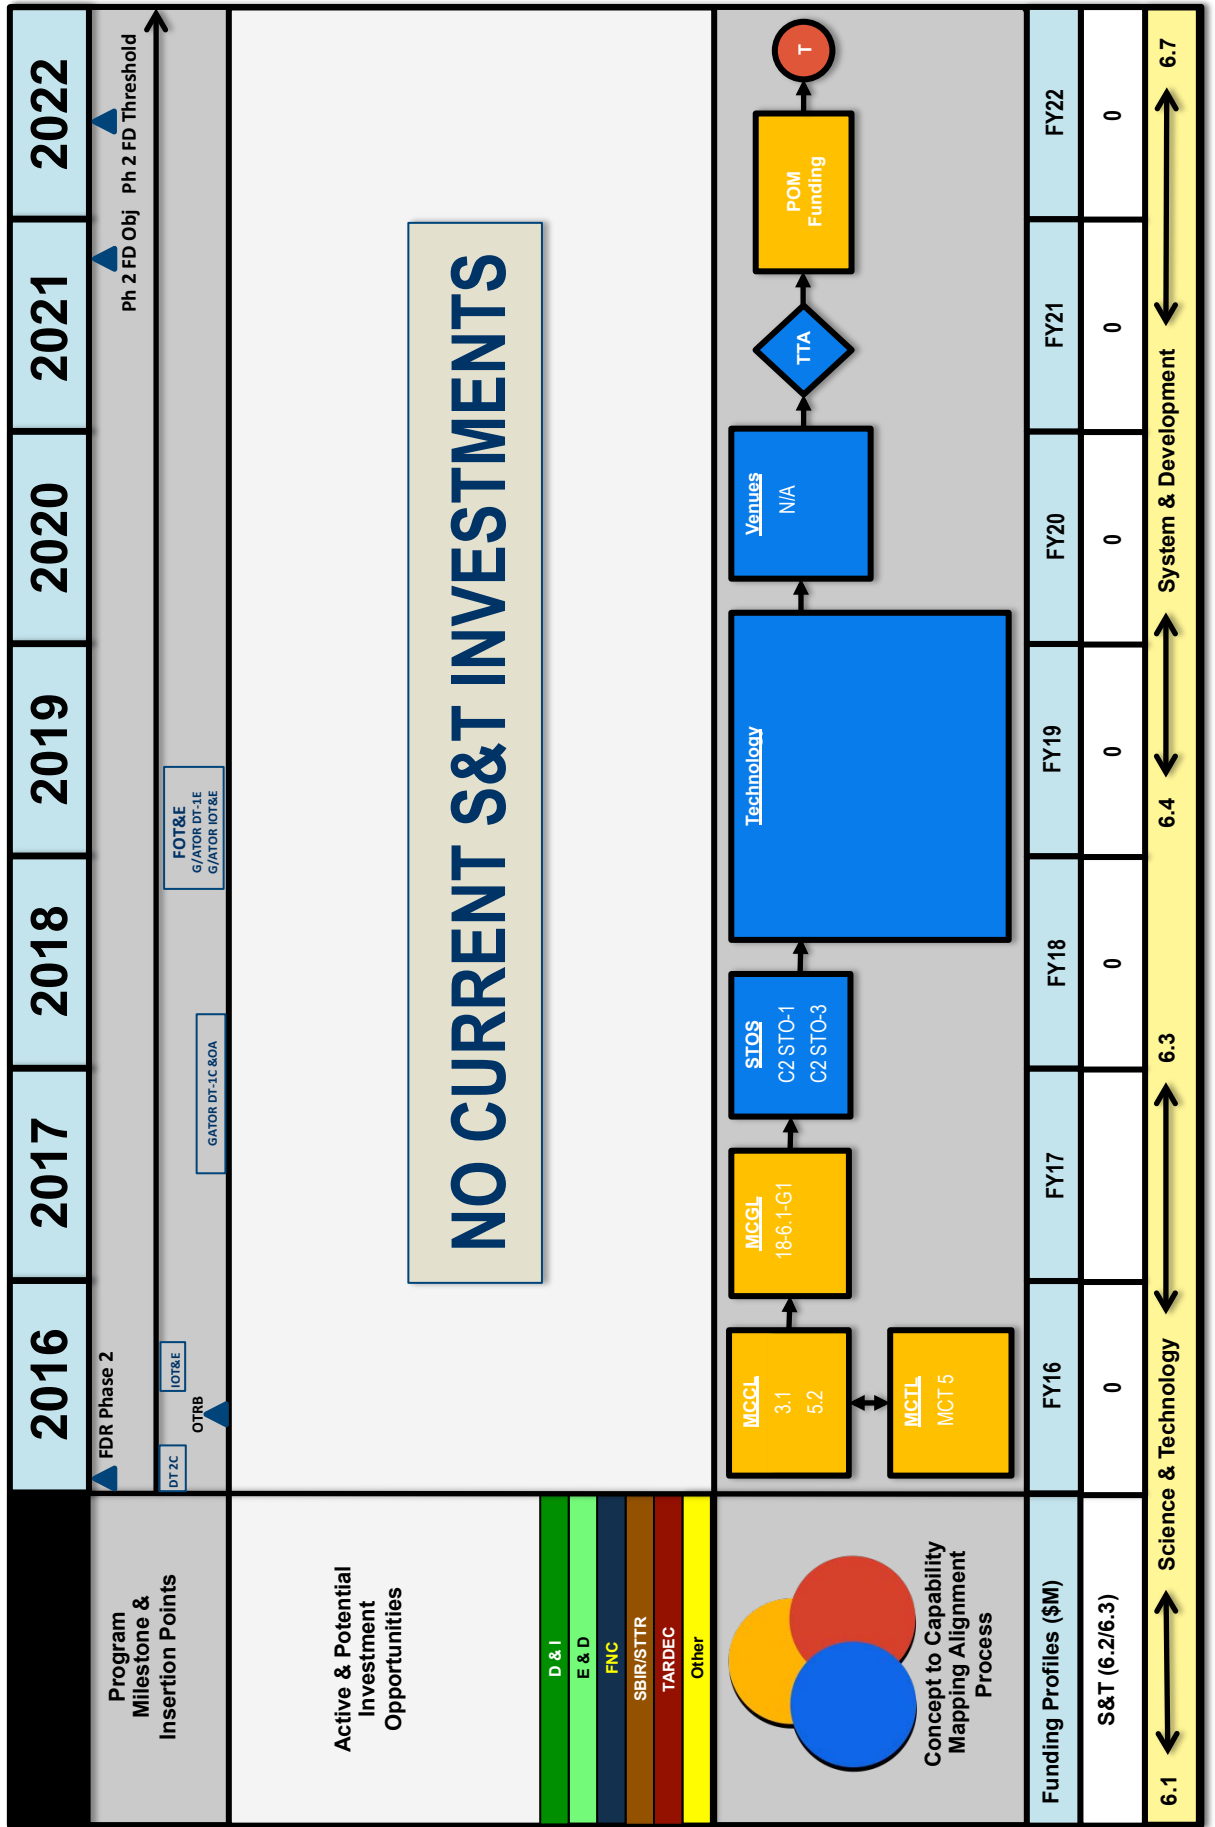 2016
2017
2018
2019
2020
2021
2022
Program
Milestone &
Insertion Points
FDR Phase 2
Ph 2 FD Obj
Ph 2 FD Threshold
DT 2C
OTRB
IOT&E
GATOR DT-1C &OA
FOT&E
G/ATOR DT-1E
G/ATOR IOT&E
Active & Potential
Investment
Opportunities
D & I
E & D
FNC
SBIR/STTR
TARDEC
Other
NO CURRENT S&T INVESTMENTS
Concept to Capability
Mapping Alignment
Process
MCCL
3.1
5.2
MCTL
MCT 5
MCGL
18-6.1-G1
STOS
C2 STO-1
C2 STO-3
Technology
Venues
N/A
TTA
POM
Funding
T
Funding Profiles ($M)
FY16
FY17
FY18
FY19
FY20
FY21
FY22
S&T (6.2/6.3)
0
0
0
0
0
0
6.1
Science & Technology
6.3
6.4
System & Development
6.7